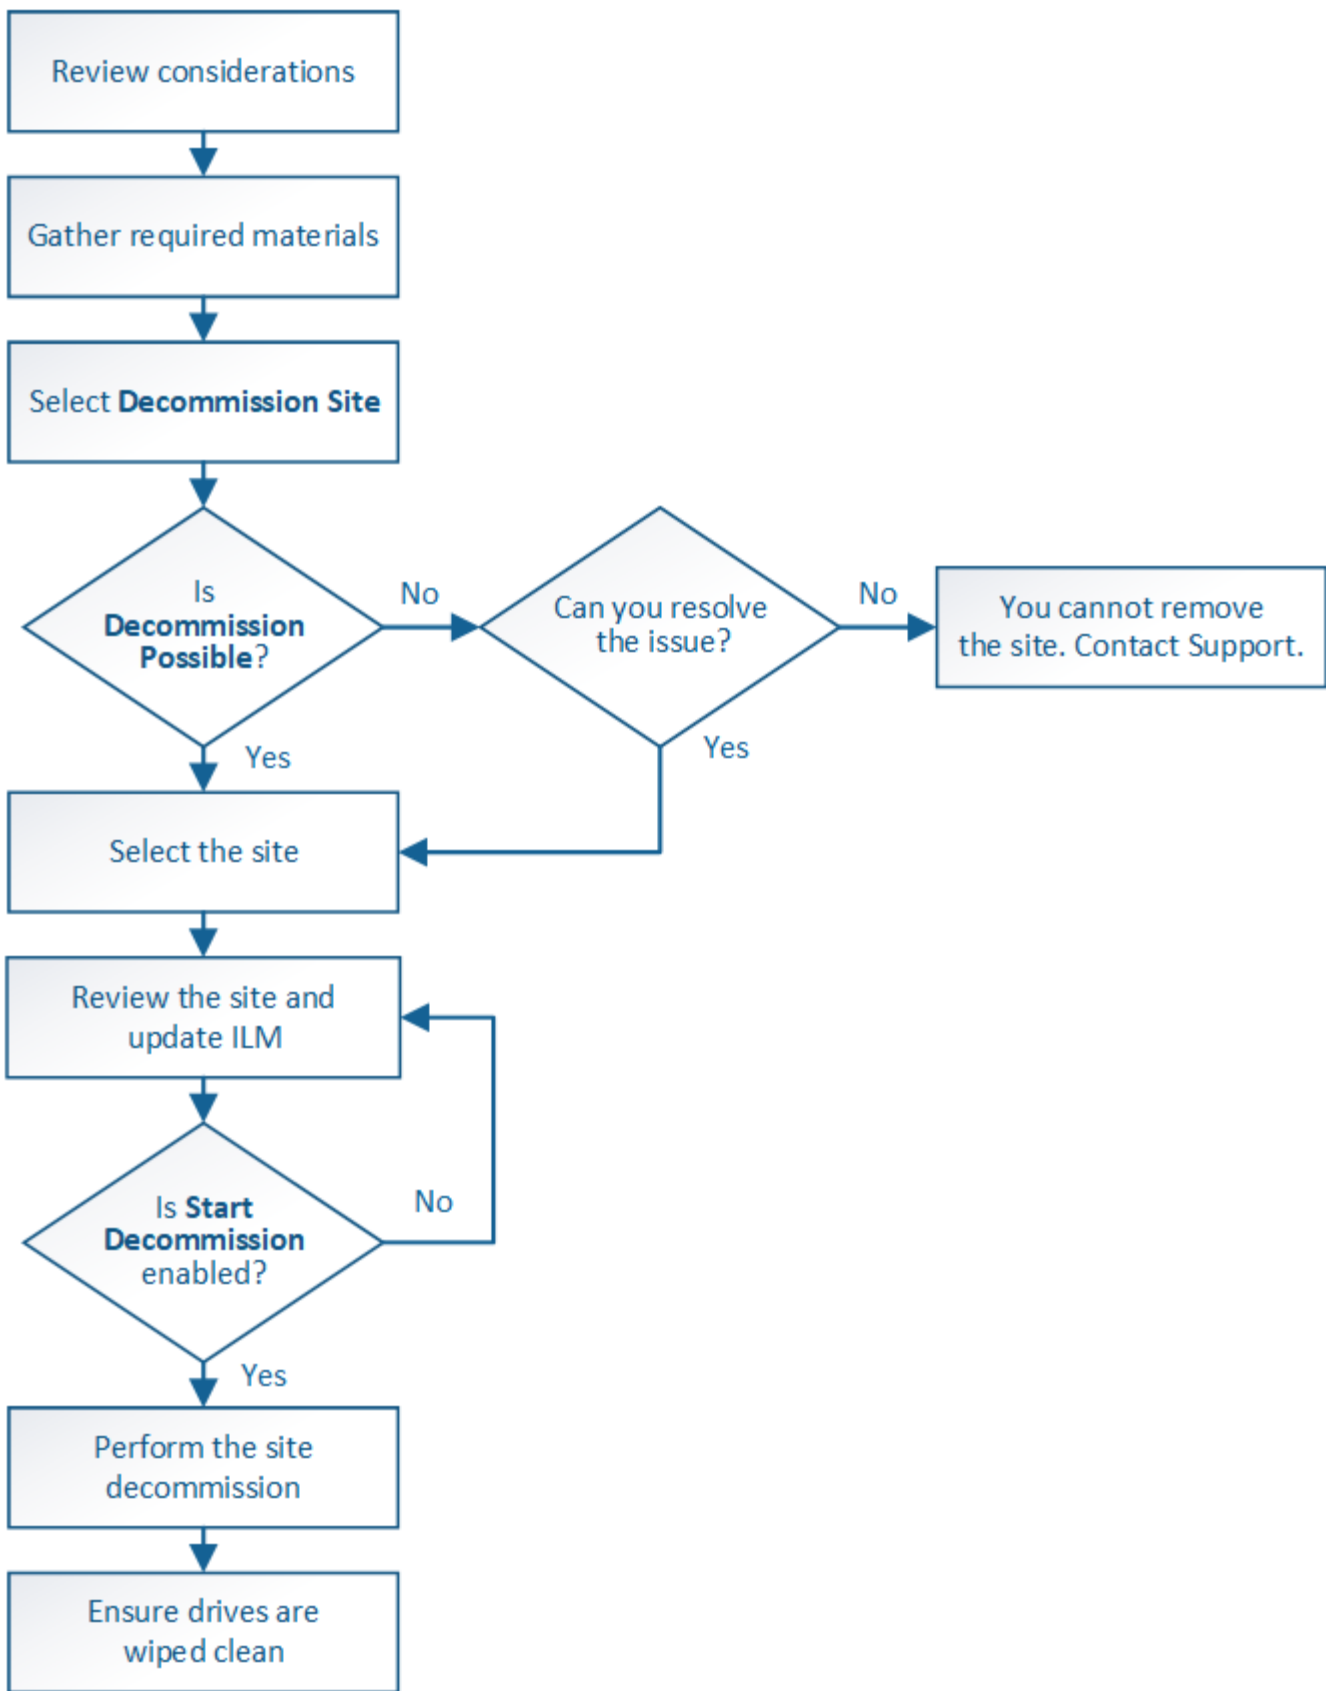 Review considerations
Gather required materials
Select Decommission Site
Is
Decommission
Possible?
No
Can you resolve
the issue?
No
You cannot remove
the site. Contact Support.
Yes
Yes
Select the site
Review the site and
update ILM
Is Start
Decommission
enabled?
No
Yes
Perform the site
decommission
Ensure drives are
wiped clean